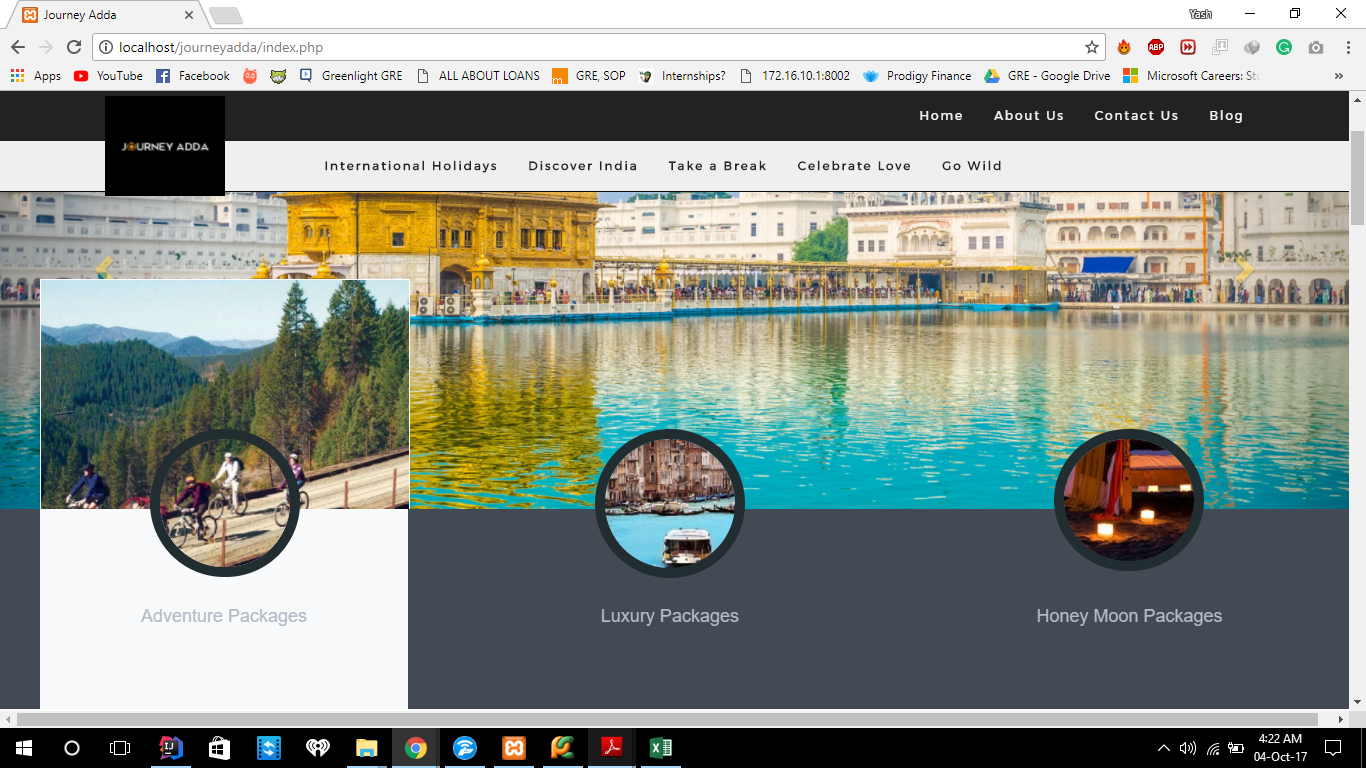 Journey Adda
Yash
localhost/journeyadda/index.php
ABP
Apps YouTube Facebook Greenlight GRE ALL ABOUT LOANS GRE, SOP Internships? 172.16.10.1:8002 Prodigy Finance GRE - Google Drive Microsoft Careers: Stu
JOURNEY ADDA
Home About Us Contact Us Blog
International Holidays Discover India Take a Break Celebrate Love Go Wild
Adventure Packages Luxury Packages Honey Moon Packages
4:22 AM
04-Oct-17